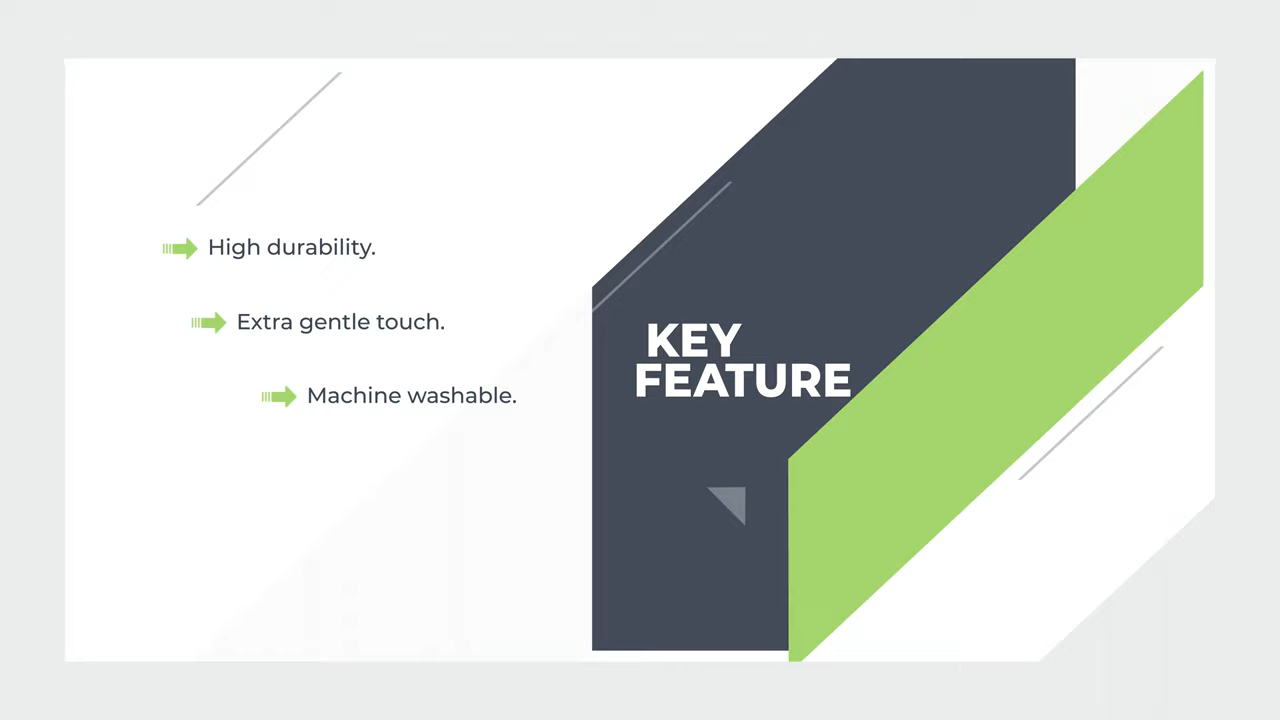 High durability.
Extra gentle touch.
Machine washable.
KEY
FEATURE